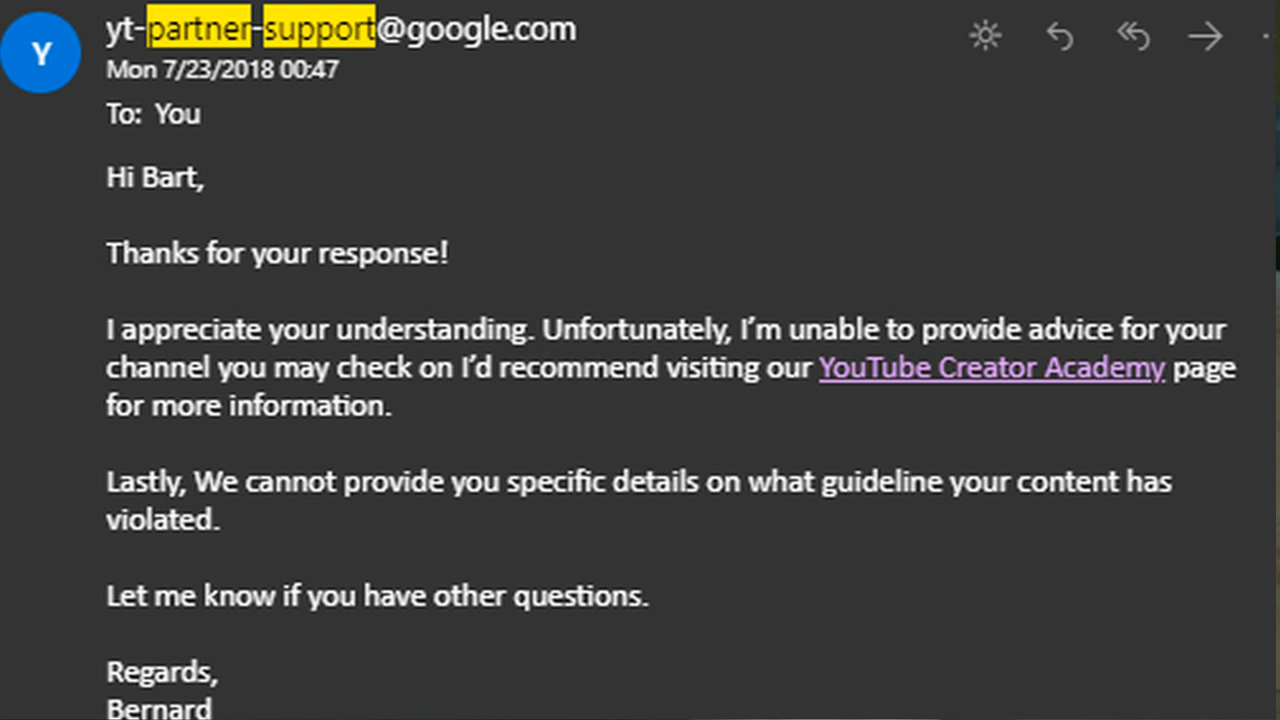 yt-partner-support@google.com
Y
Mon 7/23/2018 00:47
To: You
Hi Bart,
Thanks for your response!
I appreciate your understanding. Unfortunately, I’m unable to provide advice for your
channel you may check on I’d recommend visiting our YouTube Creator Academy page
for more information.
Lastly, We cannot provide you specific details on what guideline your content has
violated.
Let me know if you have other questions.
Regards,
Bernard